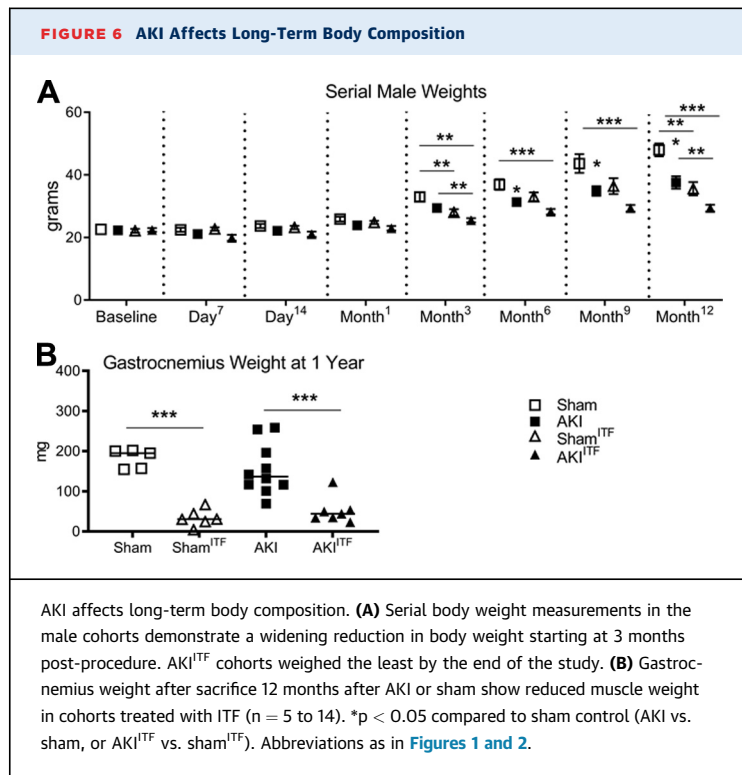 FIGURE 6 AKI Affects Long-Term Body Composition
A
Serial Male Weights
60
40
20
0
grams
** ** ** *** * *** * *** ** * **
Baseline Day7 Day14 Month1 Month3 Month6 Month9 Month12
B
Gastrocnemius Weight at 1 Year
400
300
200
100
0
mg
*** ***
Sham ShamITF AKI AKIITF
Sham
AKI
ShamITF
AKIITF
AKI affects long-term body composition. (A) Serial body weight measurements in the
male cohorts demonstrate a widening reduction in body weight starting at 3 months
post-procedure. AKIITF cohorts weighed the least by the end of the study. (B) Gastroc-
nemius weight after sacrifice 12 months after AKI or sham show reduced muscle weight
in cohorts treated with ITF (n = 5 to 14). *p < 0.05 compared to sham control (AKI vs.
sham, or AKIITF vs. shamITF). Abbreviations as in Figures 1 and 2.